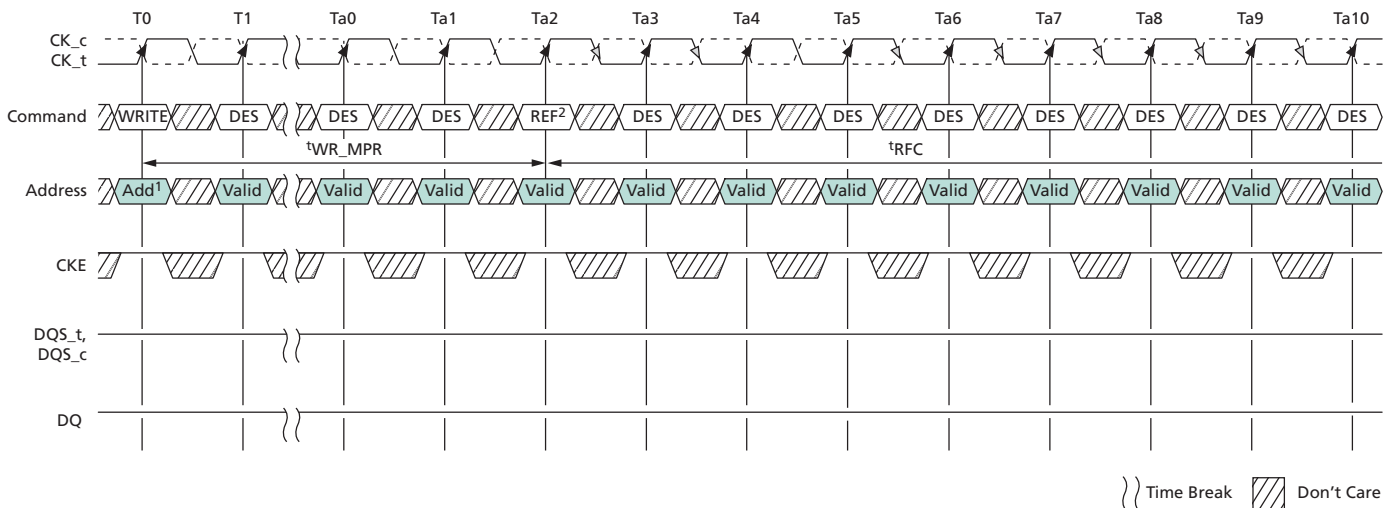 T0 T1 Ta0 Ta1 Ta2 Ta3 Ta4 Ta5 Ta6 Ta7 Ta8 Ta9 Ta10
CK_c
CK_t
Command WRITE DES DES DES REF2 DES DES DES DES DES DES DES DES
tWR_MPR tRFC
Address Add1 Valid Valid Valid Valid Valid Valid Valid Valid Valid Valid Valid Valid
CKE
DQS_t,
DQS_c
DQ
Time Break Don't Care